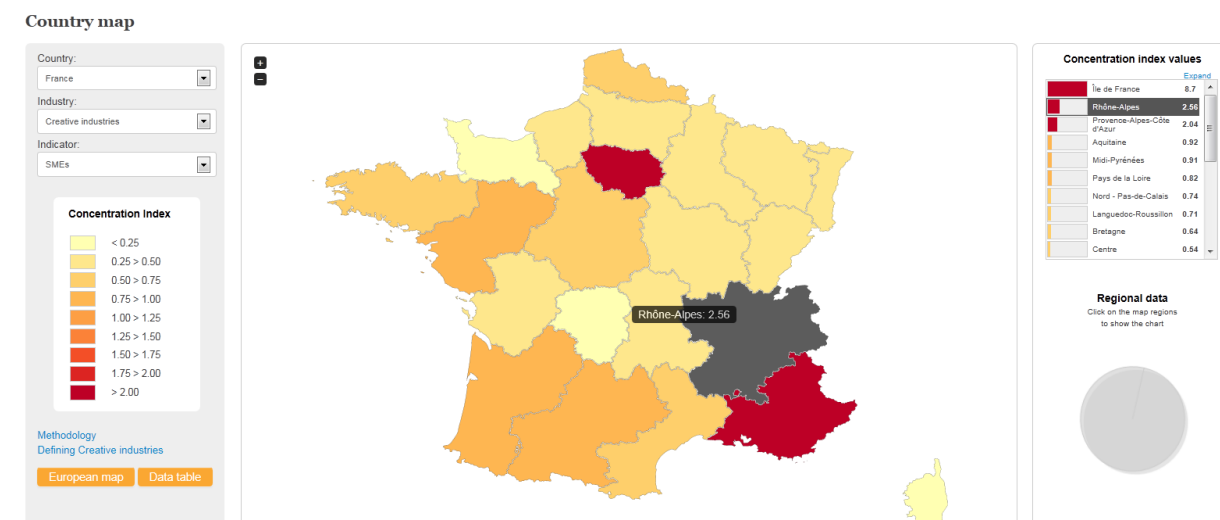 Country map
Country:
France
Industry:
Creative industries
Indicator:
SMEs
Concentration Index
< 0.25
0.25 > 0.50
0.50 > 0.75
0.75 > 1.00
1.00 > 1.25
1.25 > 1.50
1.50 > 1.75
1.75 > 2.00
> 2.00
Methodology
Defining Creative industries
European map Data table
+
−
Rhône-Alpes: 2.56
Concentration index values
Expand
Île de France 8.7
Rhône-Alpes 2.56
Provence-Alpes-Côte
d'Azur 2.04
Aquitaine 0.92
Midi-Pyrénées 0.91
Pays de la Loire 0.82
Nord - Pas-de-Calais 0.74
Languedoc-Roussillon 0.71
Bretagne 0.64
Centre 0.54
Regional data
Click on the map regions
to show the chart